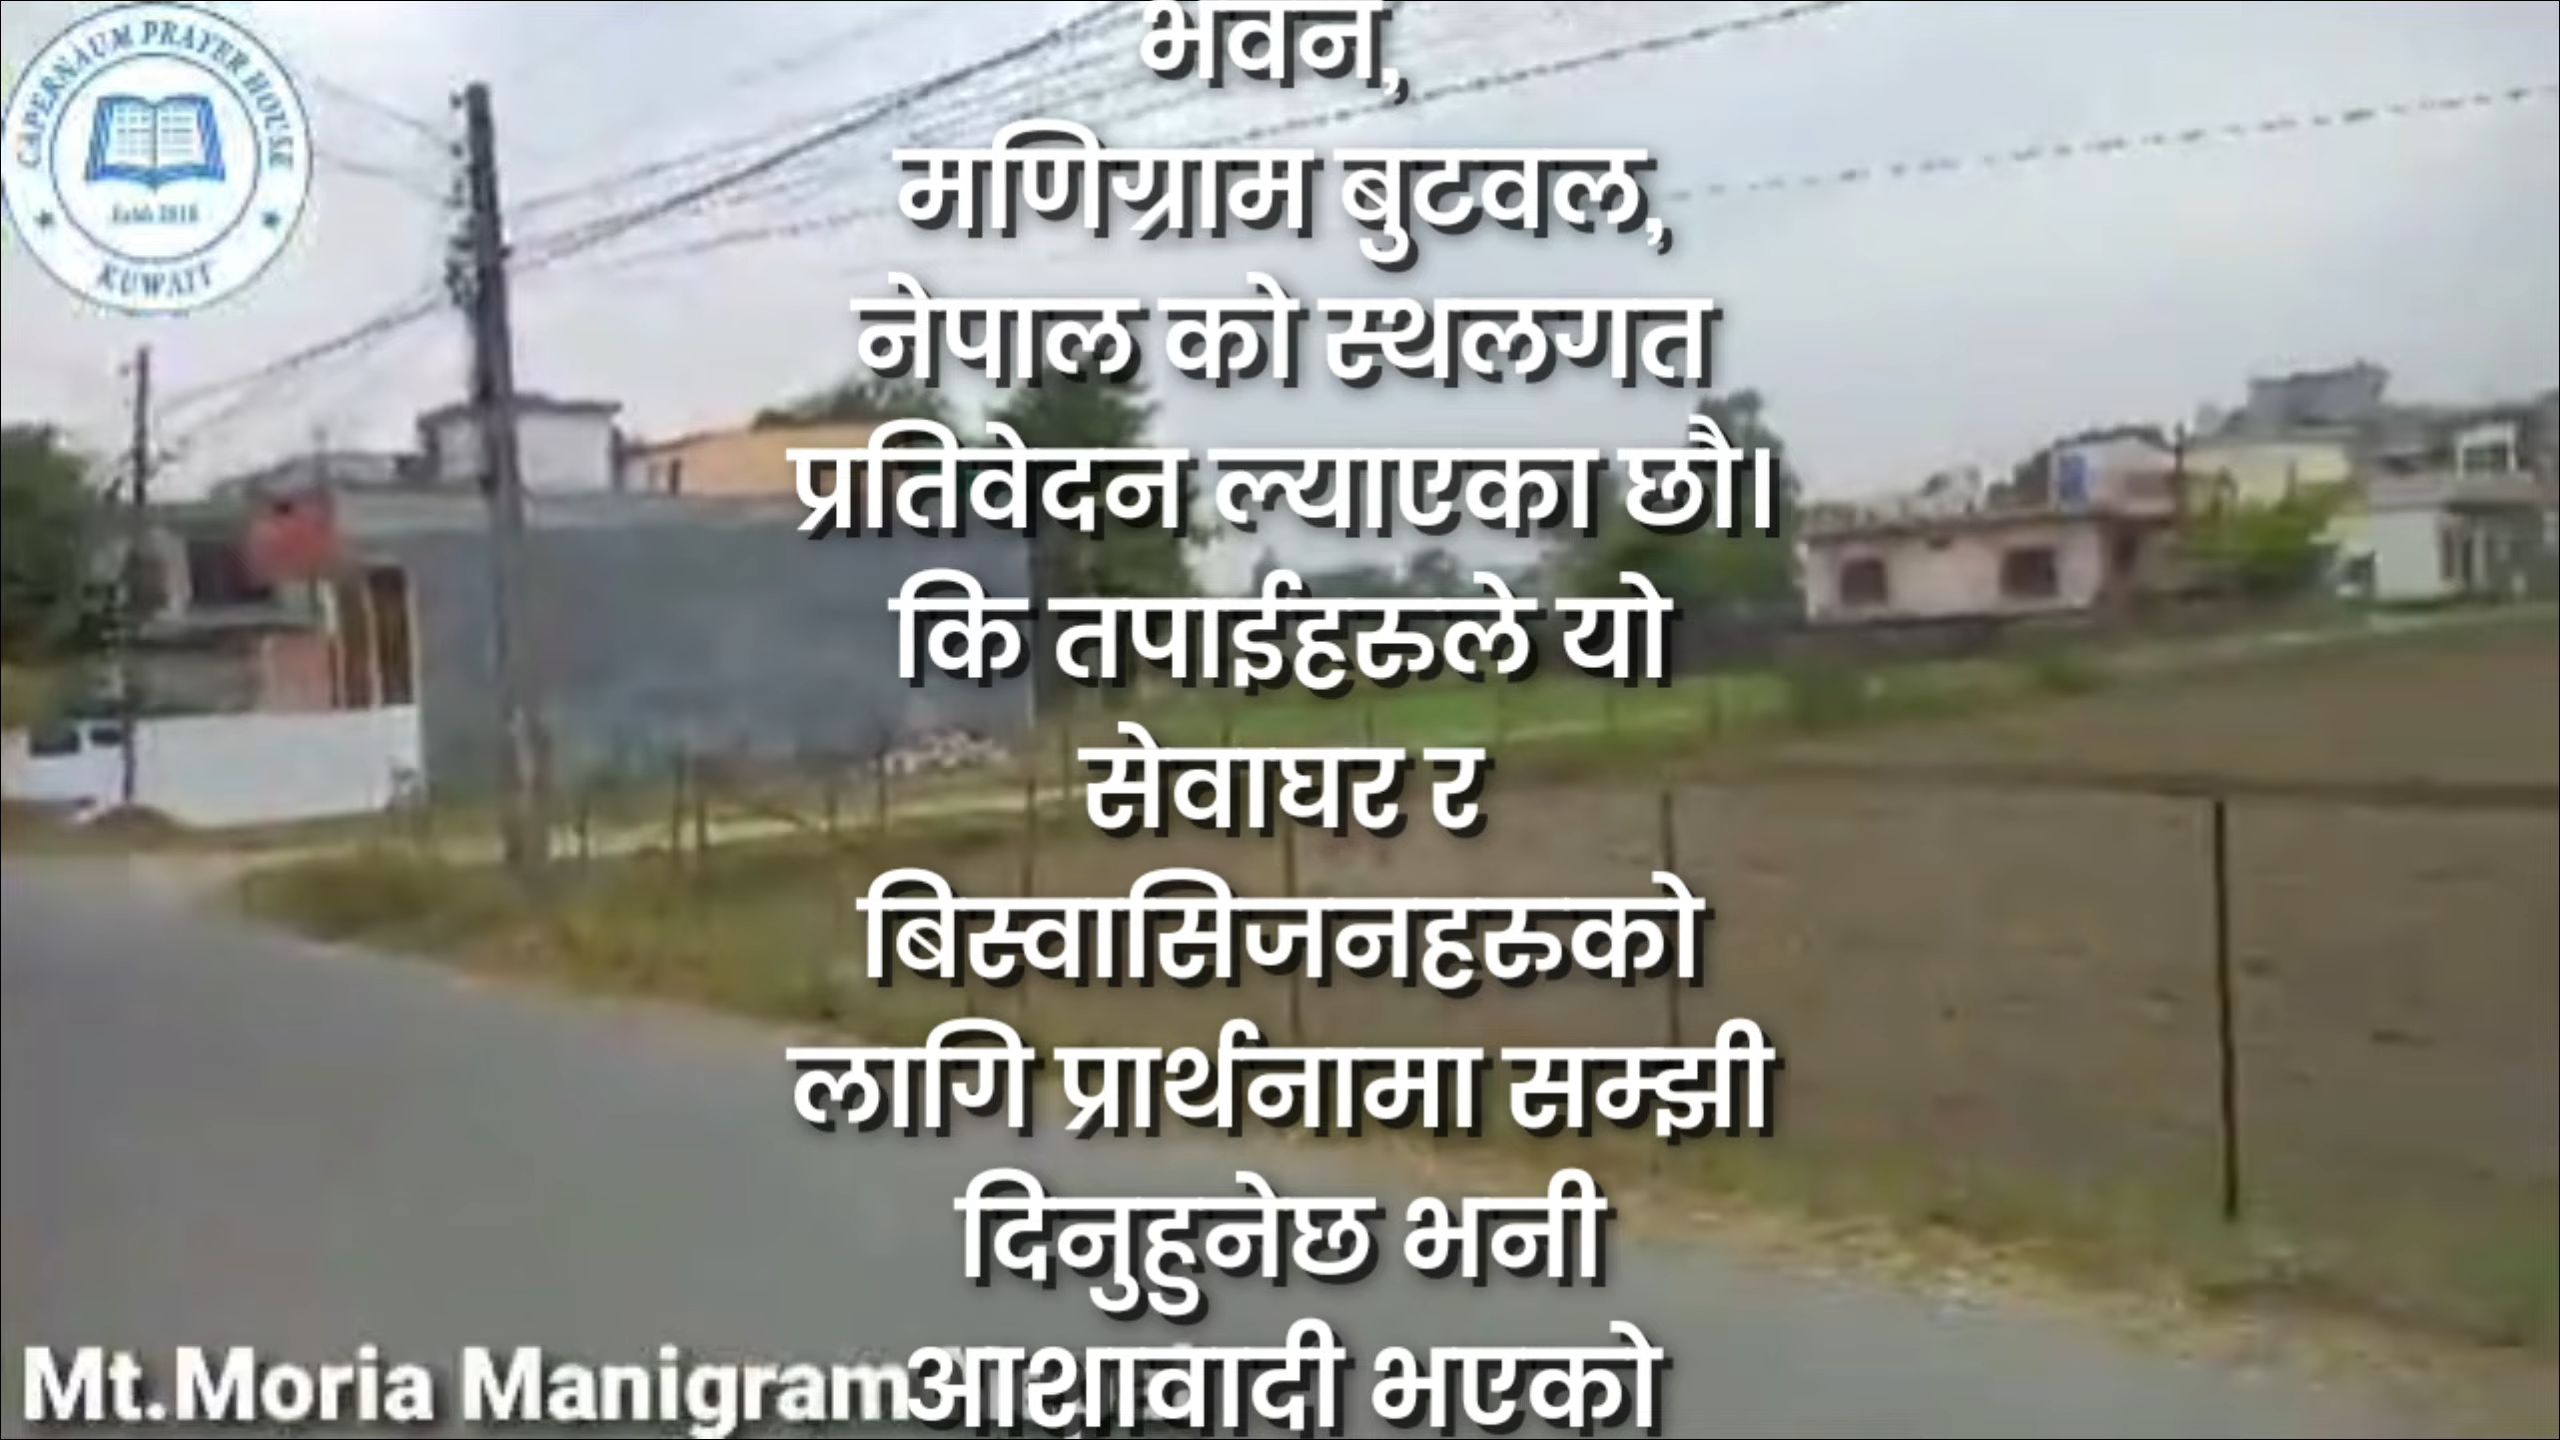 CAPERNAUM PRAYER HOUSE
KUWAIT
भवन,
मणिग्राम बुटवल,
नेपाल को स्थलगत
प्रतिवेदन ल्याएका छौ।
कि तपाईहरुले यो
सेवाघर र
बिस्वासिजनहरुको
लागि प्रार्थनामा सम्झी
दिनुहुनेछ भनी
आशावादी भएको
Mt.Moria Manigram